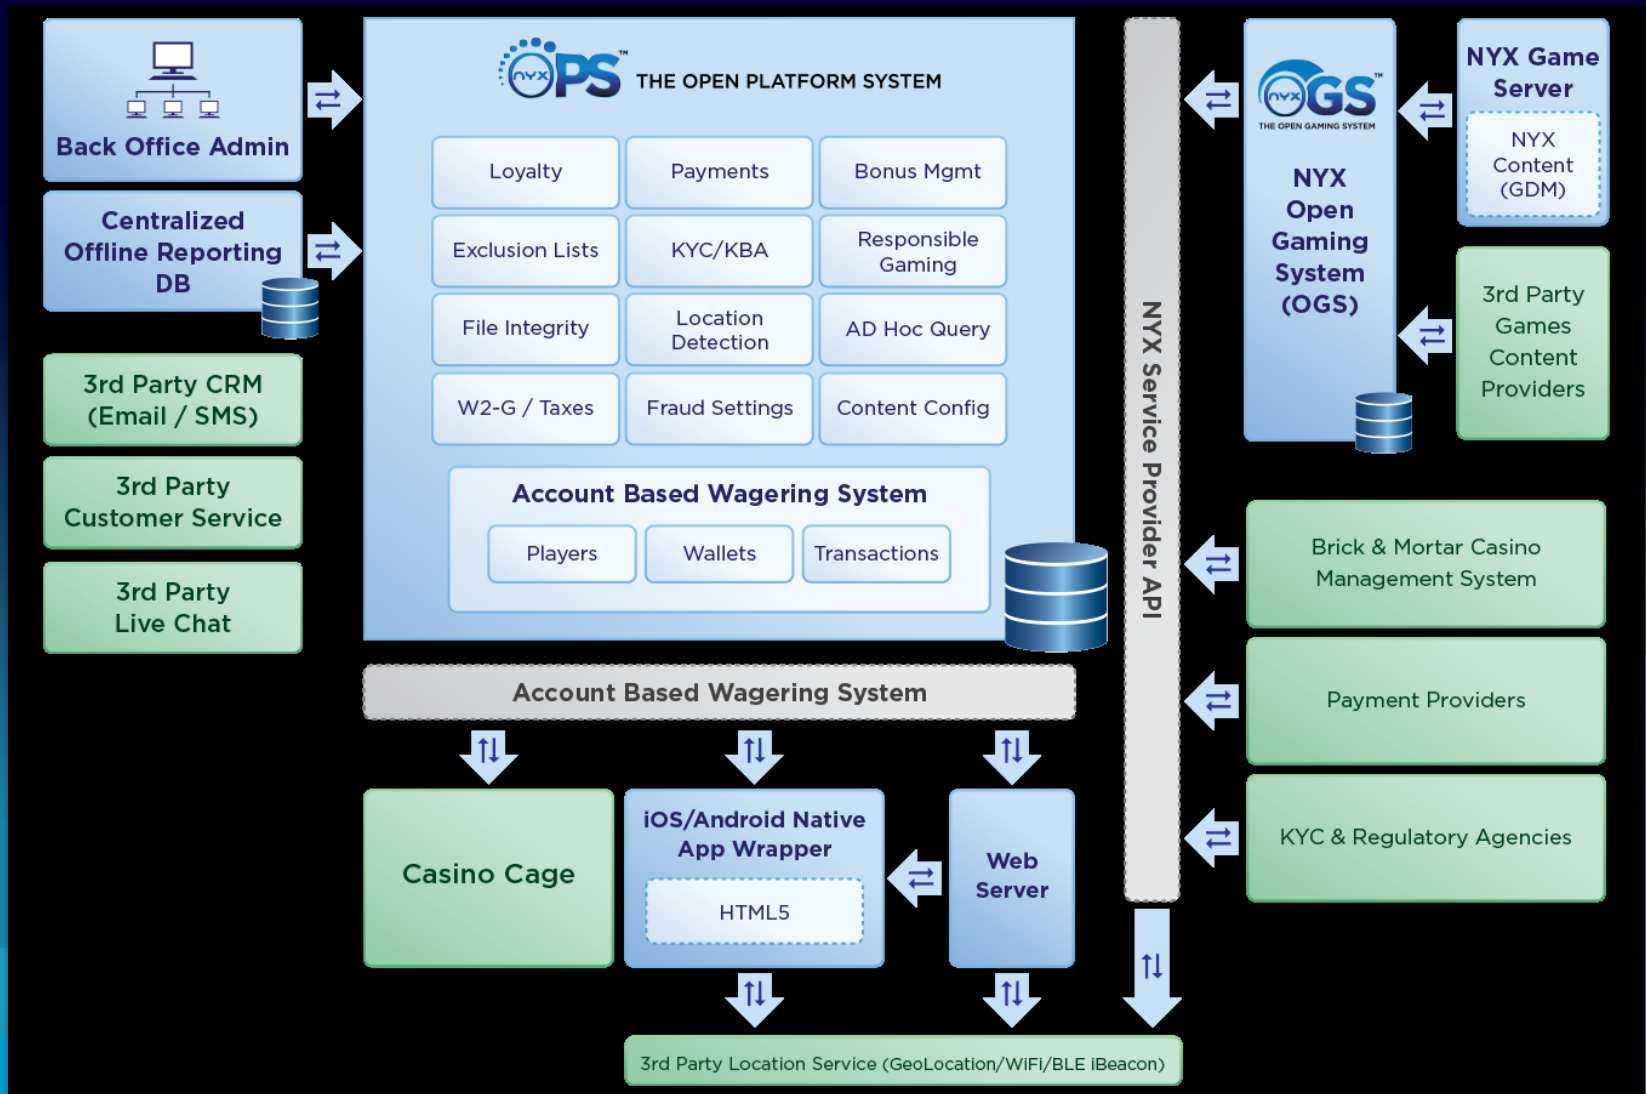 Back Office Admin
Centralized
Offline Reporting
DB
3rd Party CRM
(Email / SMS)
3rd Party
Customer Service
3rd Party
Live Chat
nyx OPS™ THE OPEN PLATFORM SYSTEM
Loyalty
Payments
Bonus Mgmt
Exclusion Lists
KYC/KBA
Responsible
Gaming
File Integrity
Location
Detection
AD Hoc Query
W2-G / Taxes
Fraud Settings
Content Config
Account Based Wagering System
Players
Wallets
Transactions
Account Based Wagering System
Casino Cage
iOS/Android Native
App Wrapper
HTML5
Web
Server
3rd Party Location Service (GeoLocation/WiFi/BLE iBeacon)
NYX Service Provider API
nyx OGS™
THE OPEN GAMING SYSTEM
NYX
Open
Gaming
System
(OGS)
NYX Game
Server
NYX
Content
(GDM)
3rd Party
Games
Content
Providers
Brick & Mortar Casino
Management System
Payment Providers
KYC & Regulatory Agencies